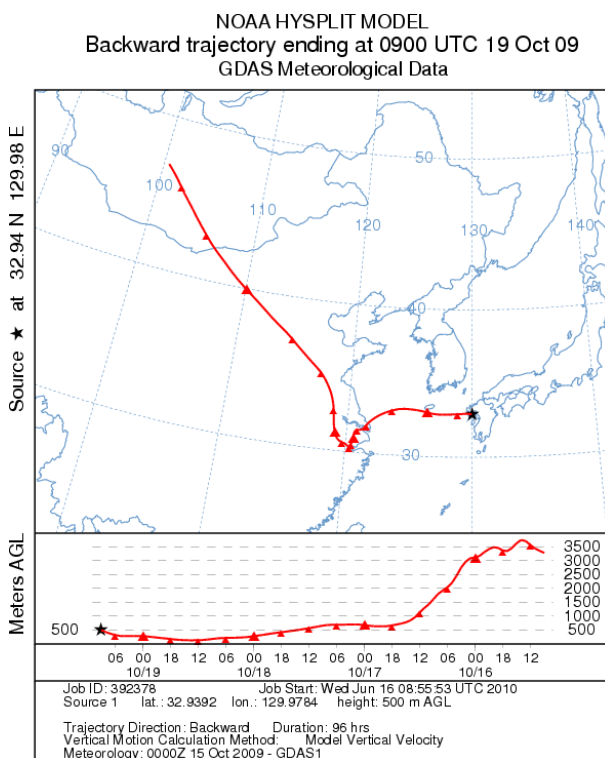 NOAA HYSPLIT MODEL
Backward trajectory ending at 0900 UTC 19 Oct 09
GDAS Meteorological Data
Source ★ at 32.94 N 129.98 E
90
100
110
120
130
140
50
40
30
Meters AGL
500
3500
3000
2500
2000
1500
1000
500
06 00 18 12 06 00 18 12 06 00 18 12 06 00 18 12
10/19 10/18 10/17 10/16
Job ID: 392378 Job Start: Wed Jun 16 08:55:53 UTC 2010
Source 1 lat.: 32.9392 lon.: 129.9784 height: 500 m AGL
Trajectory Direction: Backward Duration: 96 hrs
Vertical Motion Calculation Method: Model Vertical Velocity
Meteorology: 0000Z 15 Oct 2009 - GDAS1